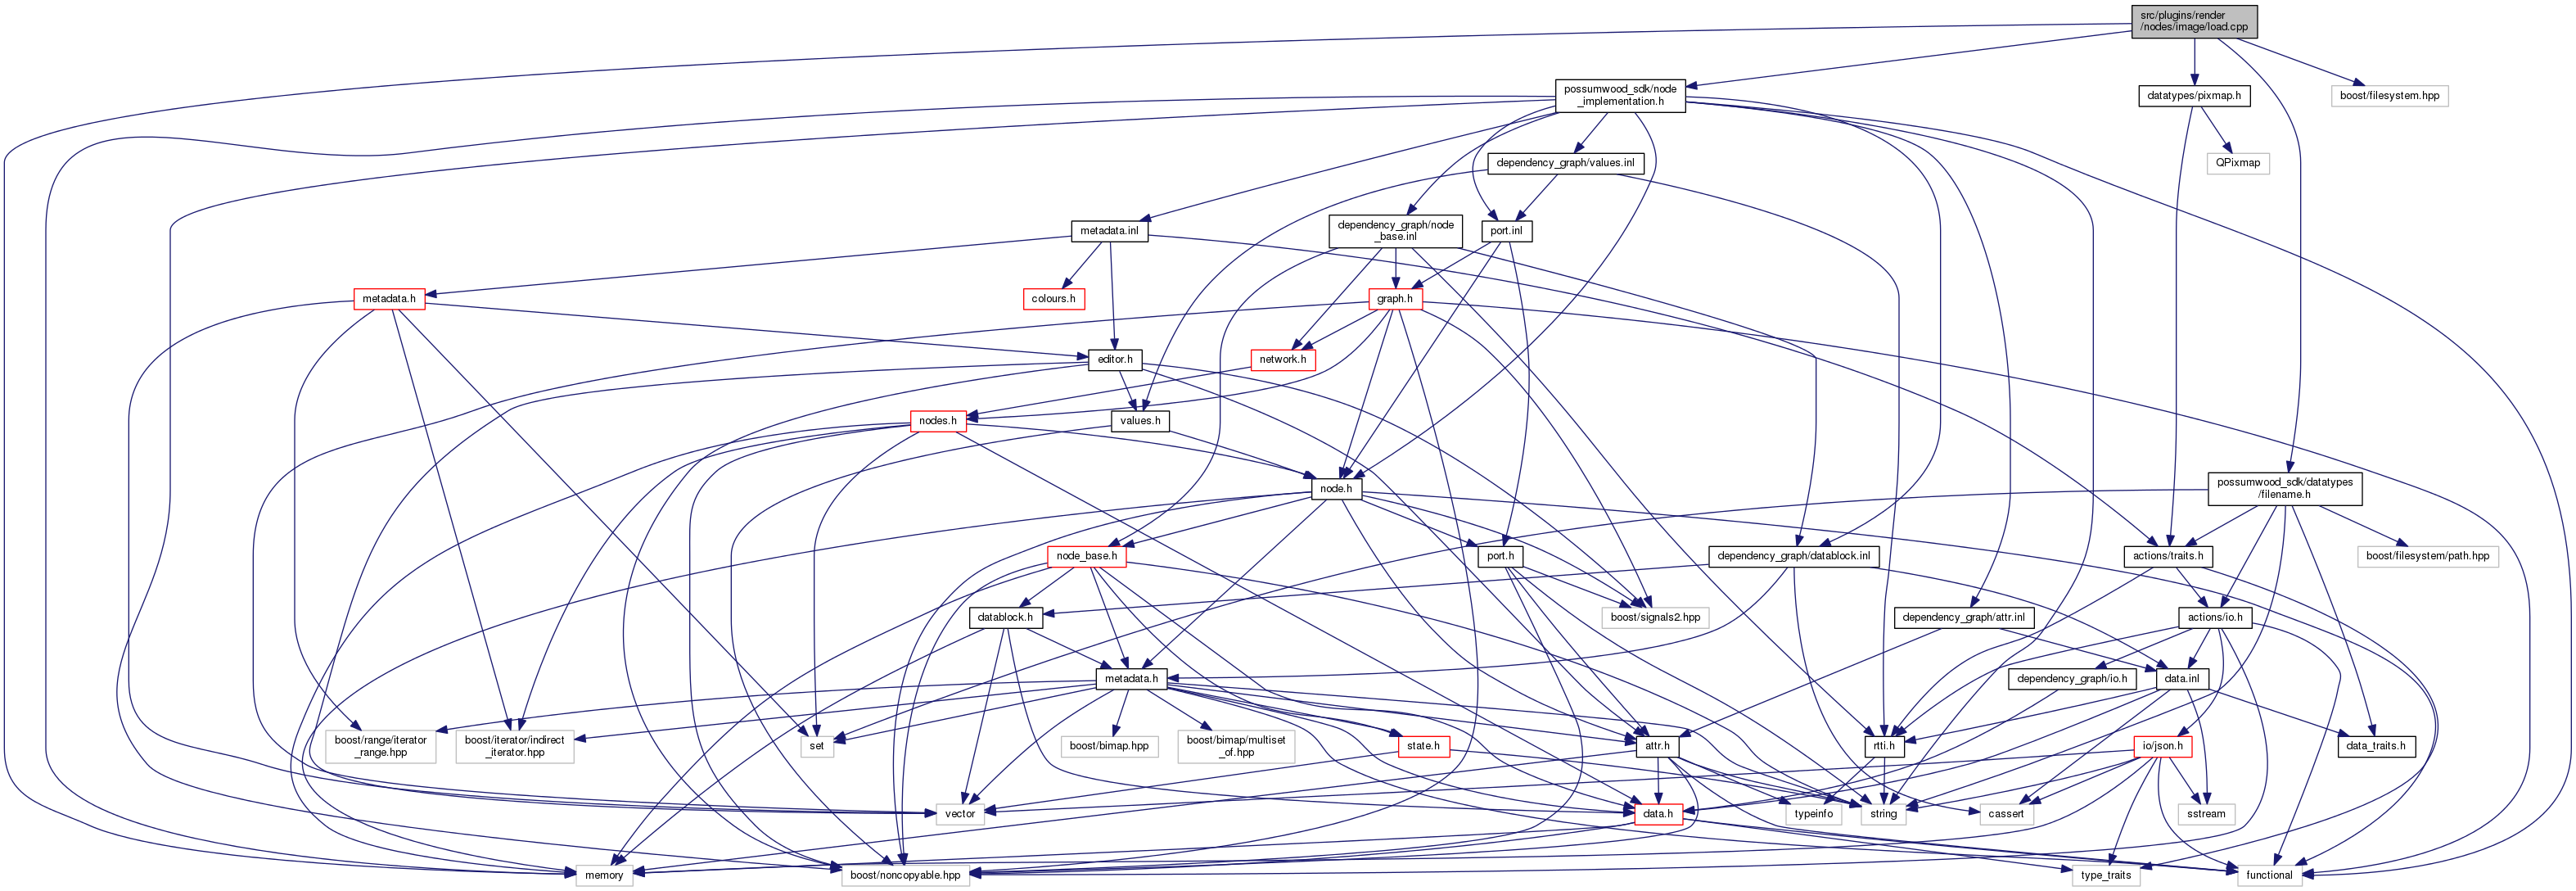 src/plugins/render
/nodes/image/load.cpp
possumwood_sdk/node
_implementation.h
datatypes/pixmap.h
boost/filesystem.hpp
dependency_graph/values.inl
QPixmap
metadata.inl
dependency_graph/node
_base.inl
port.inl
metadata.h
colours.h
graph.h
editor.h
network.h
nodes.h
values.h
node.h
possumwood_sdk/datatypes
/filename.h
node_base.h
port.h
dependency_graph/datablock.inl
actions/traits.h
boost/filesystem/path.hpp
datablock.h
boost/signals2.hpp
dependency_graph/attr.inl
actions/io.h
metadata.h
dependency_graph/io.h
data.inl
boost/range/iterator
_range.hpp
boost/iterator/indirect
_iterator.hpp
set
boost/bimap.hpp
boost/bimap/multiset
_of.hpp
state.h
attr.h
rtti.h
io/json.h
data_traits.h
vector
data.h
typeinfo
string
cassert
sstream
memory
boost/noncopyable.hpp
type_traits
functional